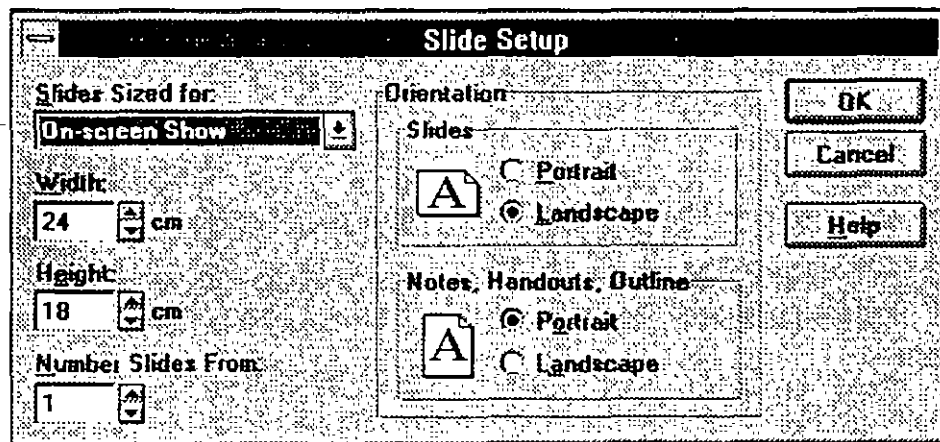 Slide Setup
Slides Sized for:
On-screen Show
Width:
24 cm
Height:
18 cm
Number Slides From:
1
Orientation
Slides
A
Portrait
Landscape
Notes, Handouts, Outline
A
Portrait
Landscape
OK
Cancel
Help